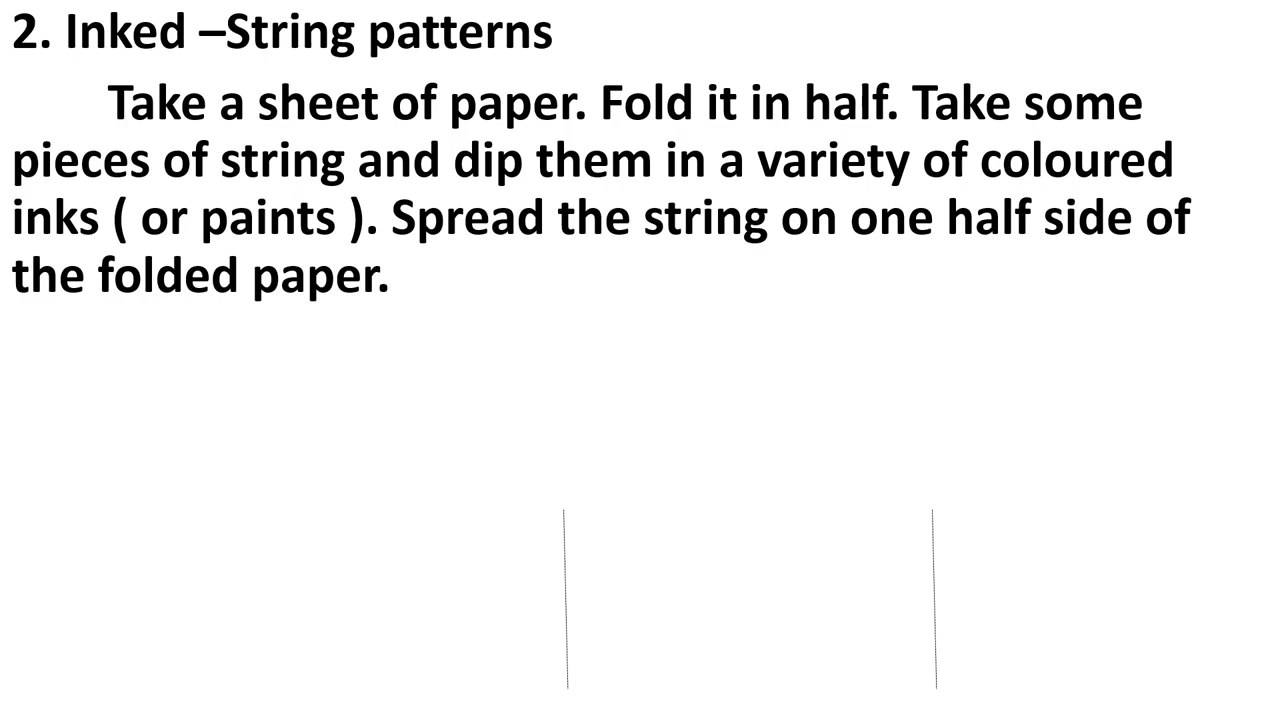 2. Inked –String patterns
Take a sheet of paper. Fold it in half. Take some
pieces of string and dip them in a variety of coloured
inks ( or paints ). Spread the string on one half side of
the folded paper.